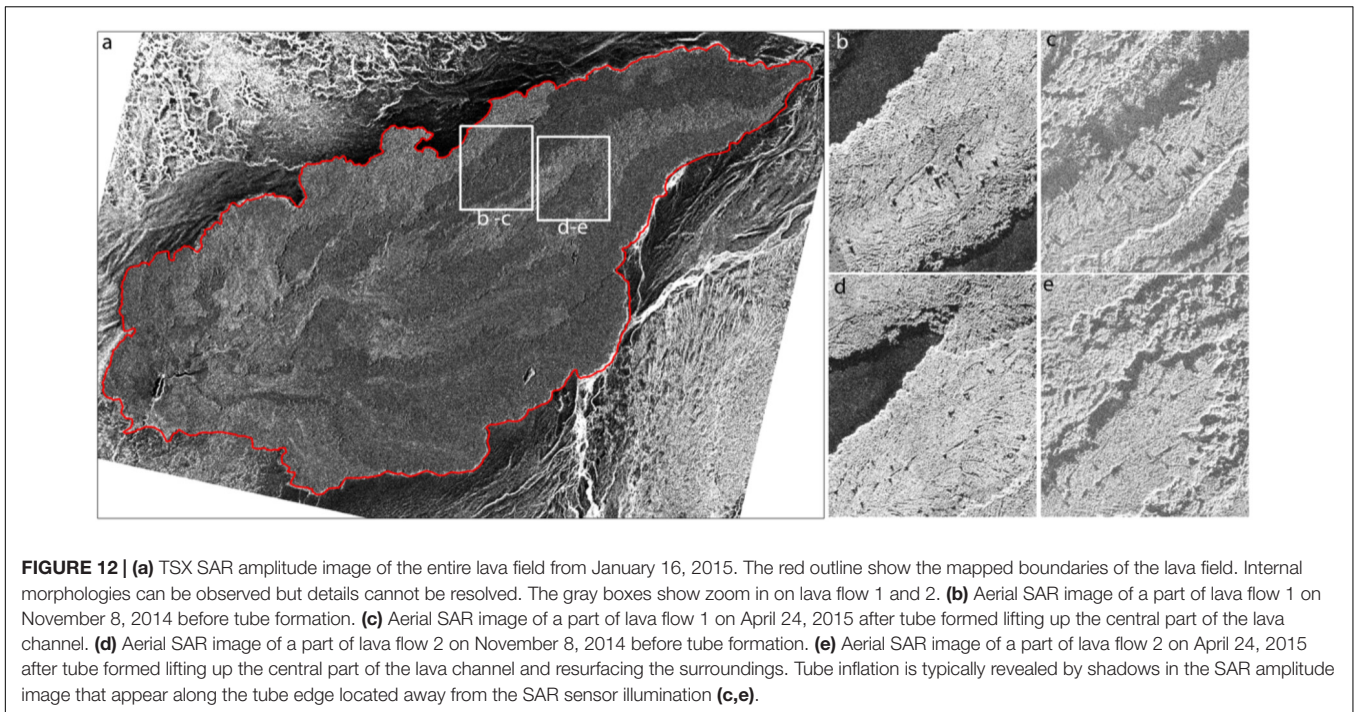 a
b
c
b -c
d-e
d
e
FIGURE 12 | (a) TSX SAR amplitude image of the entire lava field from January 16, 2015. The red outline show the mapped boundaries of the lava field. Internal
morphologies can be observed but details cannot be resolved. The gray boxes show zoom in on lava flow 1 and 2. (b) Aerial SAR image of a part of lava flow 1 on
November 8, 2014 before tube formation. (c) Aerial SAR image of a part of lava flow 1 on April 24, 2015 after tube formed lifting up the central part of the lava
channel. (d) Aerial SAR image of a part of lava flow 2 on November 8, 2014 before tube formation. (e) Aerial SAR image of a part of lava flow 2 on April 24, 2015
after tube formed lifting up the central part of the lava channel and resurfacing the surroundings. Tube inflation is typically revealed by shadows in the SAR amplitude
image that appear along the tube edge located away from the SAR sensor illumination (c,e).